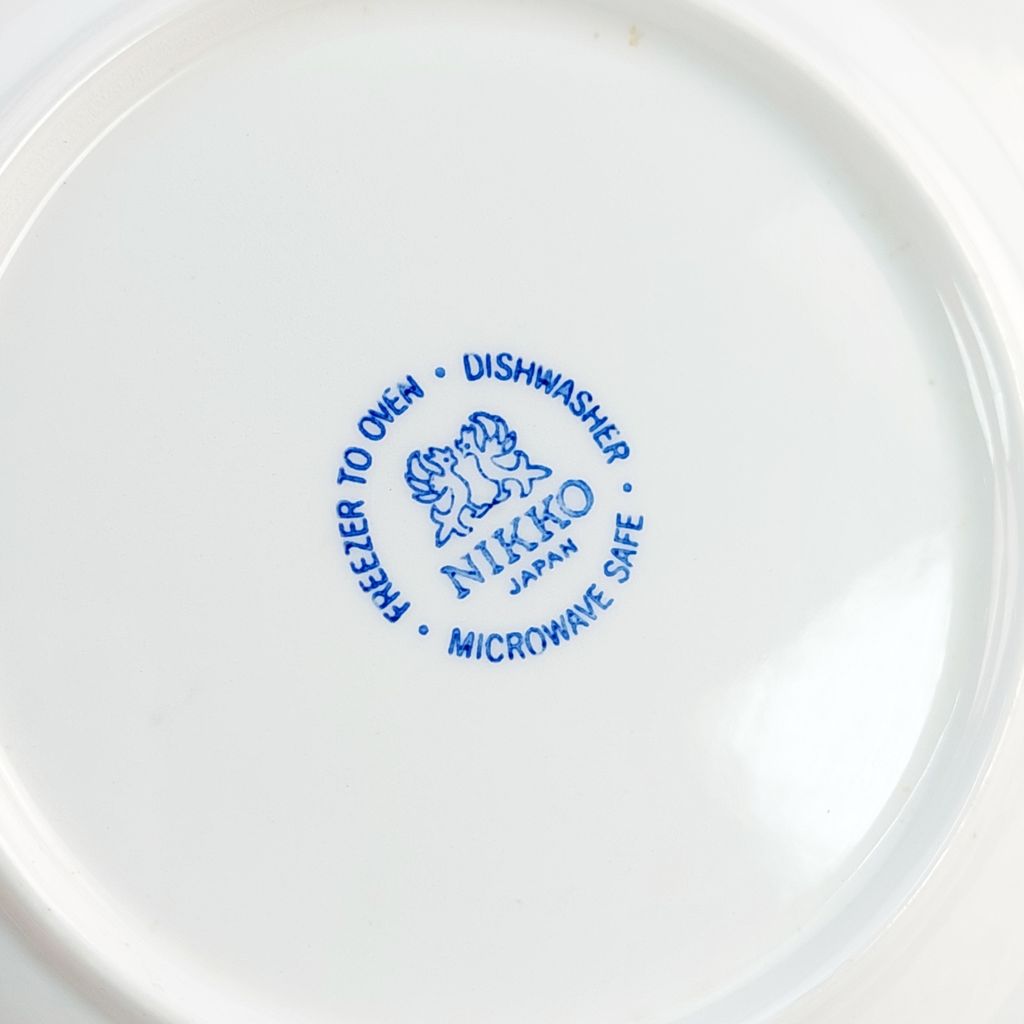 FREEZER TO OVEN • DISHWASHER • MICROWAVE SAFE •
NIKKO
JAPAN